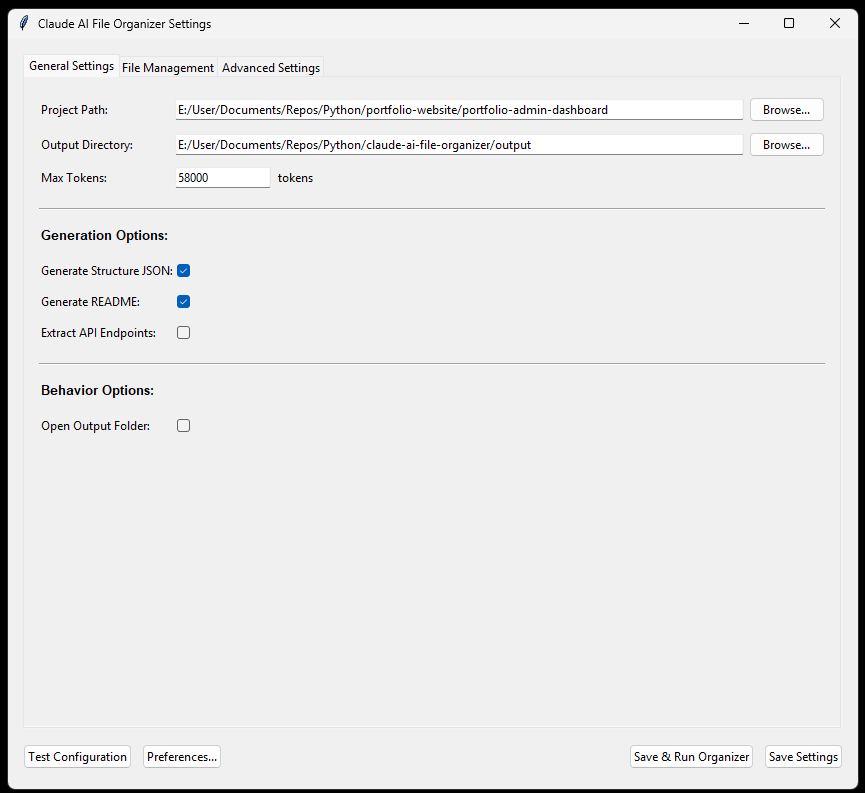 Claude AI File Organizer Settings
General Settings File Management Advanced Settings
Project Path: E:/User/Documents/Repos/Python/portfolio-website/portfolio-admin-dashboard Browse...
Output Directory: E:/User/Documents/Repos/Python/claude-ai-file-organizer/output Browse...
Max Tokens: 58000 tokens
Generation Options:
Generate Structure JSON:
Generate README:
Extract API Endpoints:
Behavior Options:
Open Output Folder:
Test Configuration Preferences... Save & Run Organizer Save Settings